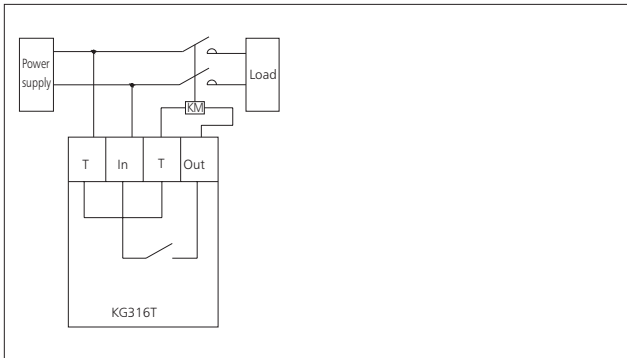 Power
supply
Load
KM
T
In
T
Out
KG316T